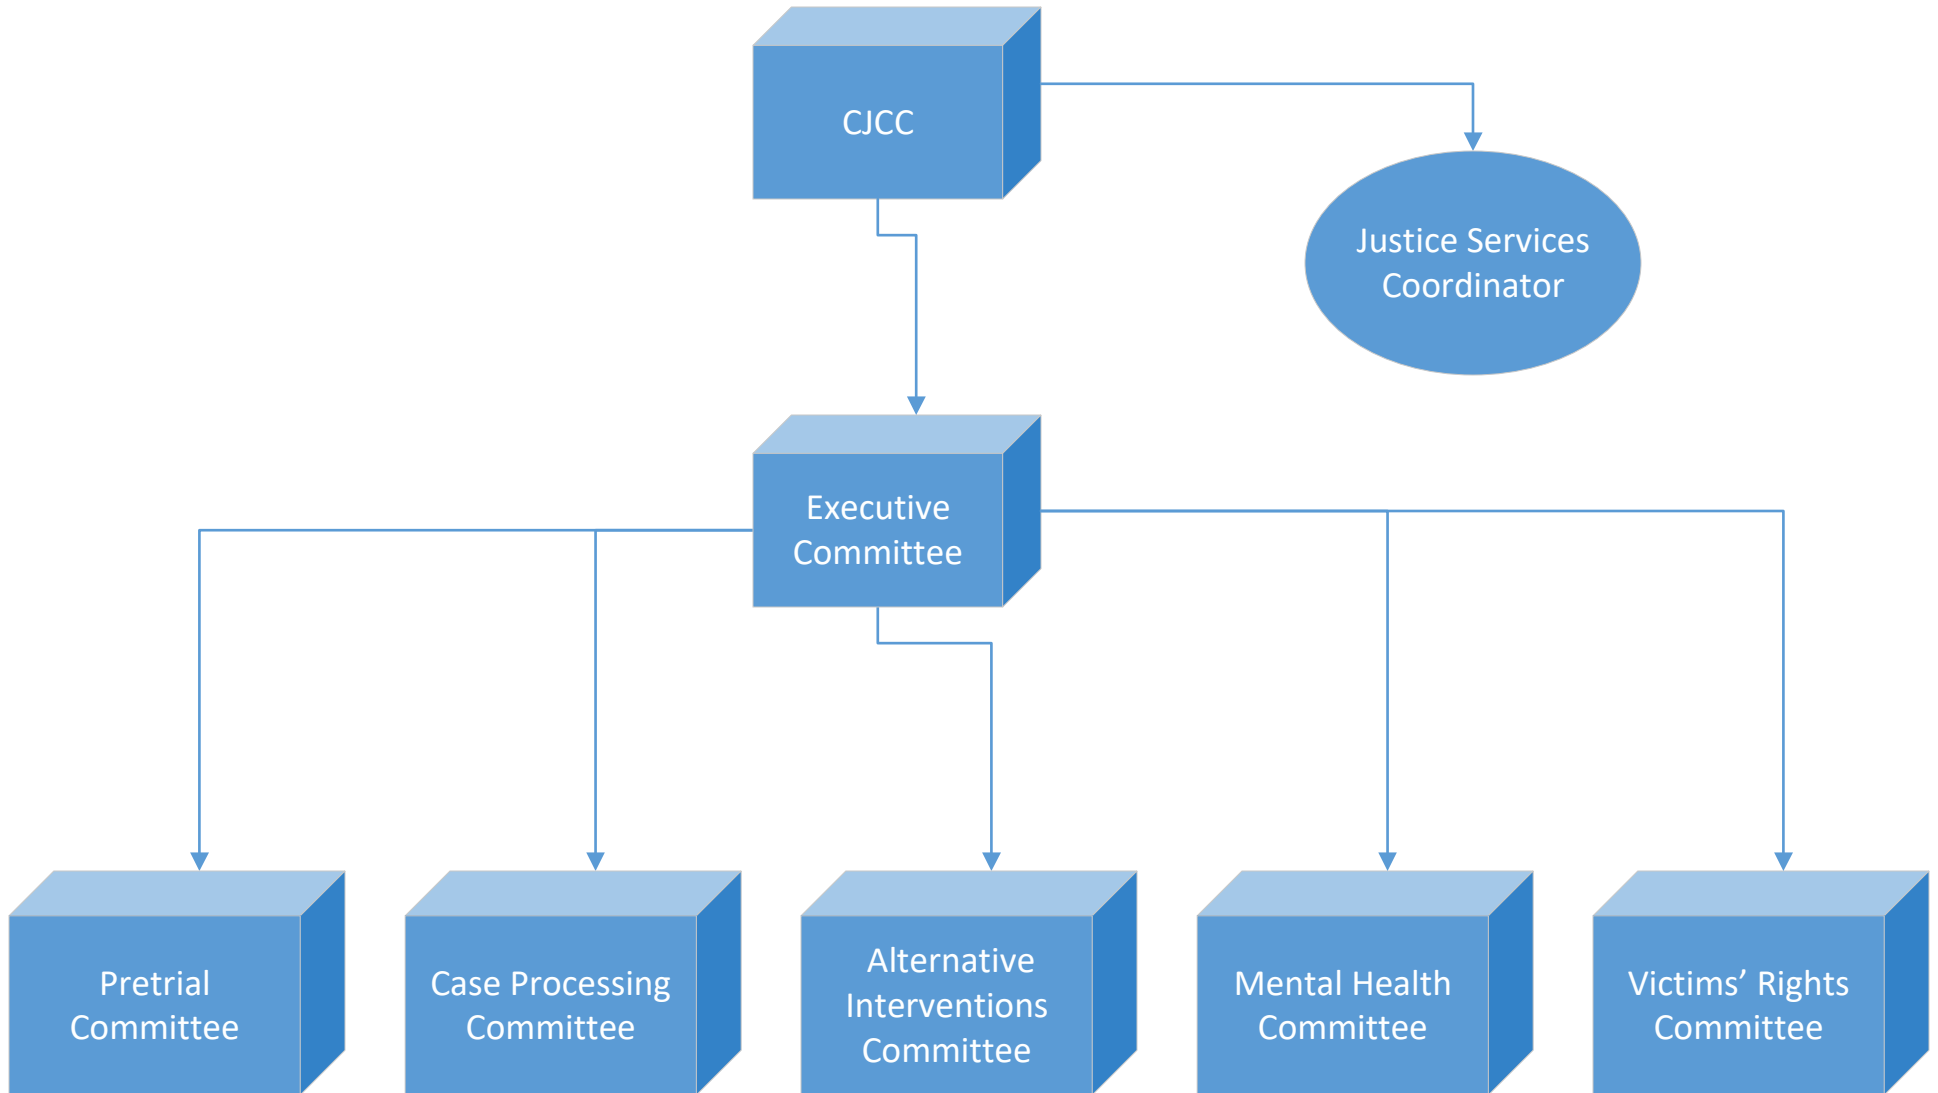 CJCC
Justice Services
Coordinator
Executive
Committee
Pretrial
Committee
Case Processing
Committee
Alternative
Interventions
Committee
Mental Health
Committee
Victims’ Rights
Committee